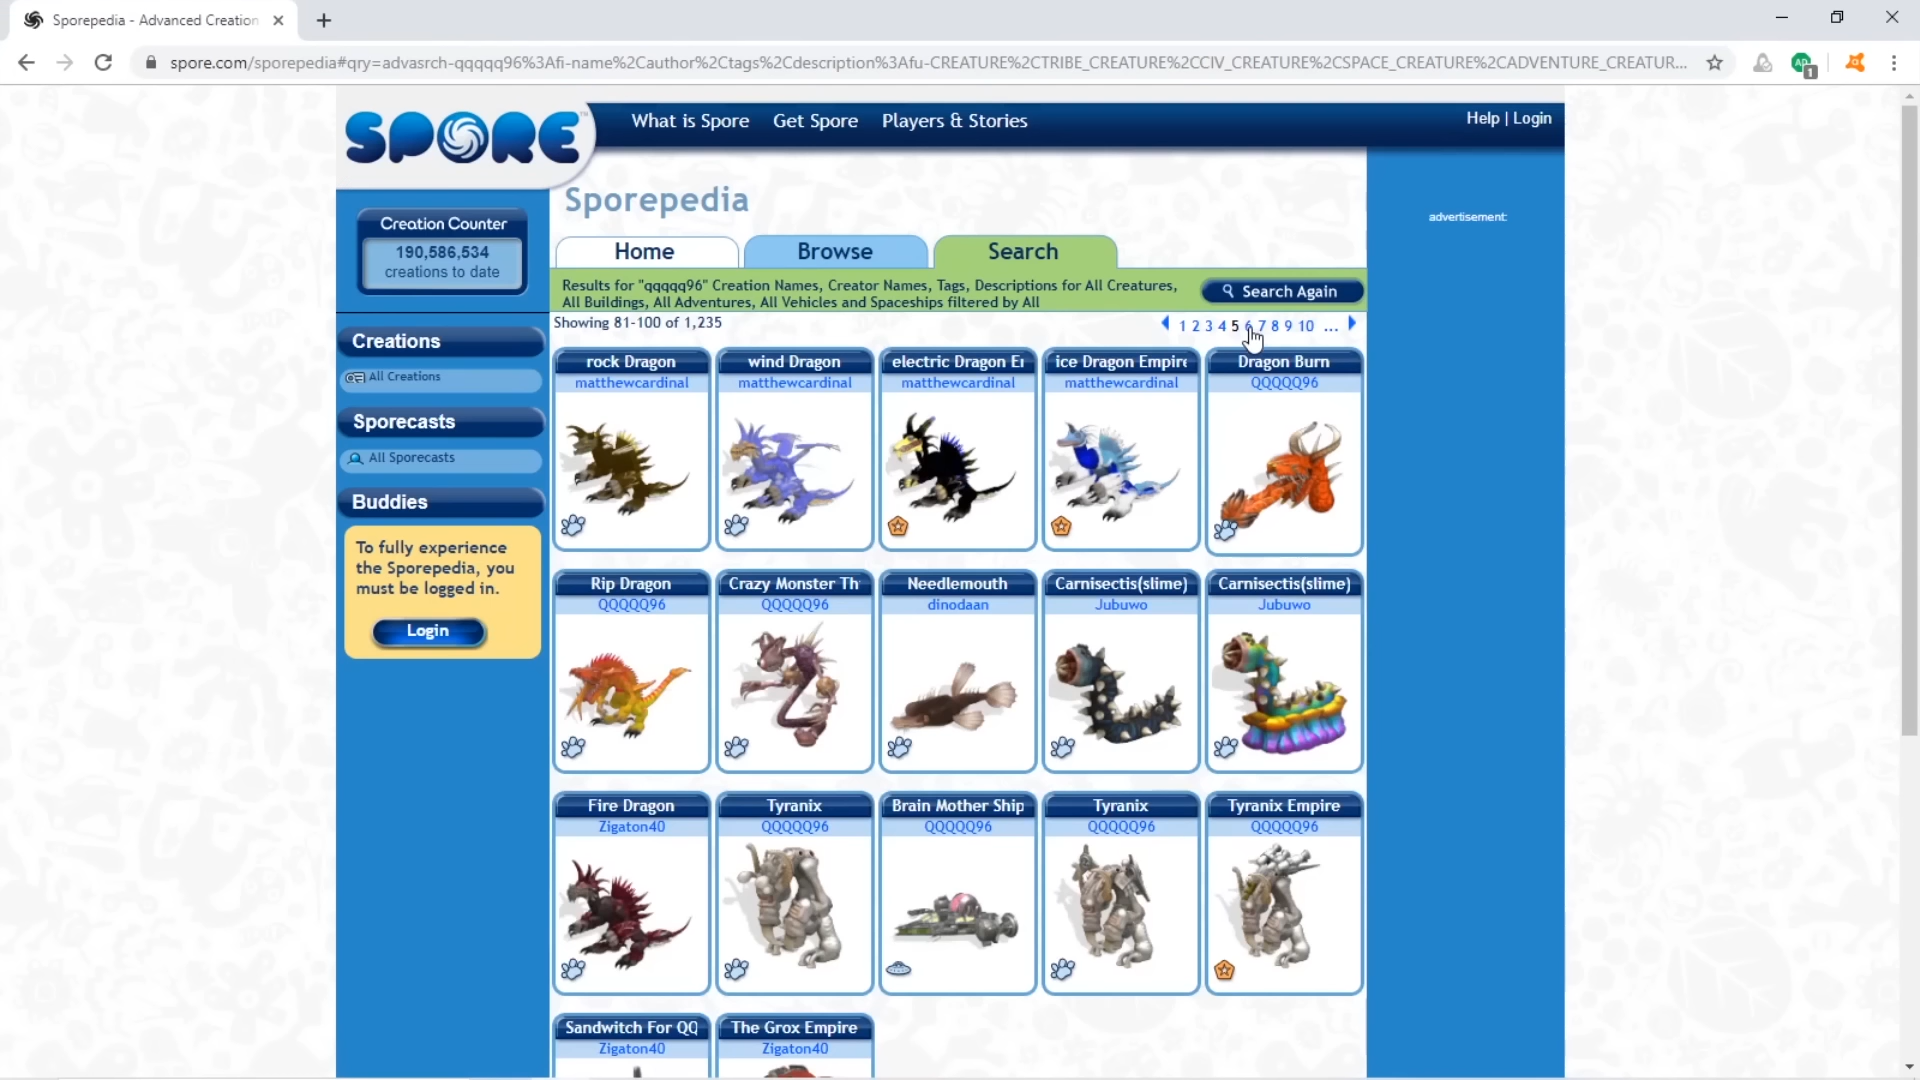 Sporepedia - Advanced Creation
spore.com/sporepedia#qry=advasrch-qqqqq96%3Afi-name%2Cauthor%2Ctags%2Cdescription%3Afu-CREATURE%2CTRIBE_CREATURE%2CCIV_CREATURE%2CSPACE_CREATURE%2CADVENTURE_CREATUR...
1
SPORE
What is Spore Get Spore Players & Stories
Help | Login
Sporepedia
advertisement:
Creation Counter
190,586,534
creations to date
Home Browse Search
Results for "qqqqq96" Creation Names, Creator Names, Tags, Descriptions for All Creatures,
All Buildings, All Adventures, All Vehicles and Spaceships filtered by All
Search Again
Showing 81-100 of 1,235
1 2 3 4 5 6 7 8 9 10 ...
Creations
All Creations
Sporecasts
All Sporecasts
Buddies
To fully experience
the Sporepedia, you
must be logged in.
Login
rock Dragon wind Dragon electric Dragon Er ice Dragon Empire Dragon Burn
matthewcardinal matthewcardinal matthewcardinal matthewcardinal QQQQQ96
Rip Dragon Crazy Monster Th Needlemouth Carnisectis(slime) Carnisectis(slime)
QQQQQ96 QQQQQ96 dinodaan Jubuwo Jubuwo
Fire Dragon Tyranix Brain Mother Ship Tyranix Tyranix Empire
Zigaton40 QQQQQ96 QQQQQ96 QQQQQ96 QQQQQ96
Sandwitch For QQ The Grox Empire
Zigaton40 Zigaton40